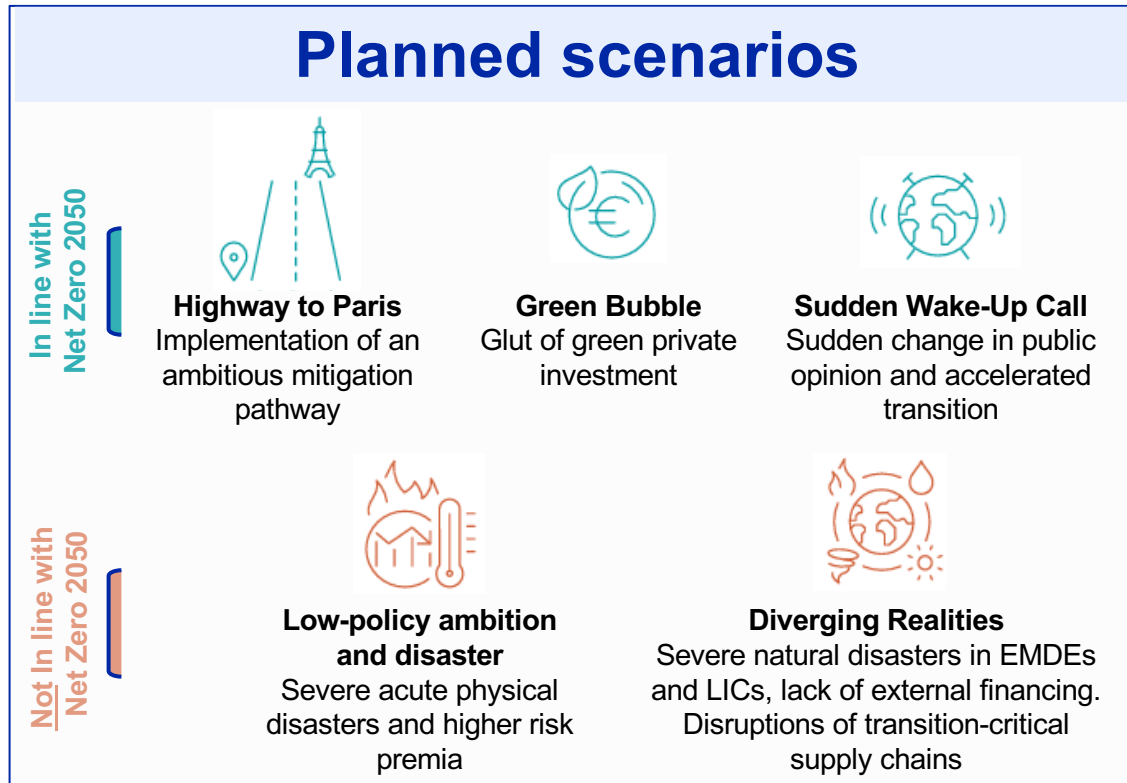 Planned scenarios
In line with
Net Zero 2050
Highway to Paris
Implementation of an
ambitious mitigation
pathway
Green Bubble
Glut of green private
investment
Sudden Wake-Up Call
Sudden change in public
opinion and accelerated
transition
Not In line with
Net Zero 2050
Low-policy ambition
and disaster
Severe acute physical
disasters and higher risk
premia
Diverging Realities
Severe natural disasters in EMDEs
and LICs, lack of external financing.
Disruptions of transition-critical
supply chains